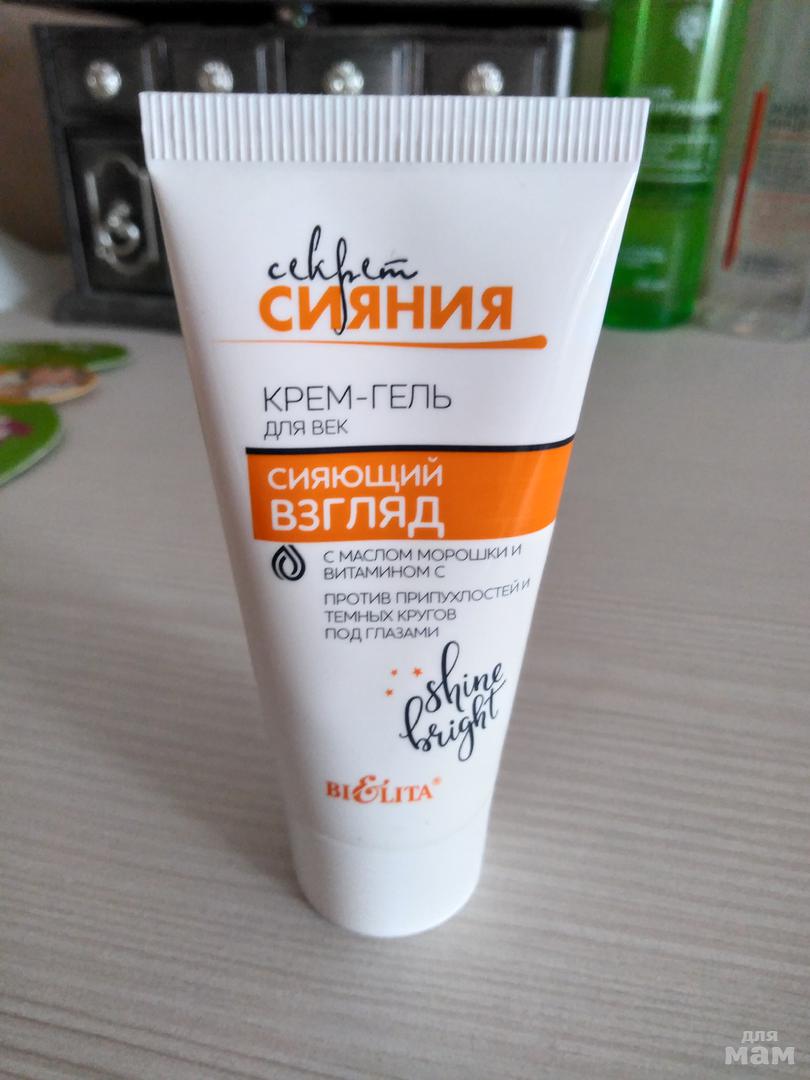 секрет
СИЯНИЯ
КРЕМ-ГЕЛЬ
ДЛЯ ВЕК
СИЯЮЩИЙ
ВЗГЛЯД
С МАСЛОМ МОРОШКИ И
ВИТАМИНОМ С
ПРОТИВ ПРИПУХЛОСТЕЙ И
ТЕМНЫХ КРУГОВ
ПОД ГЛАЗАМИ
shine
bright
BIELITA®
для
мам